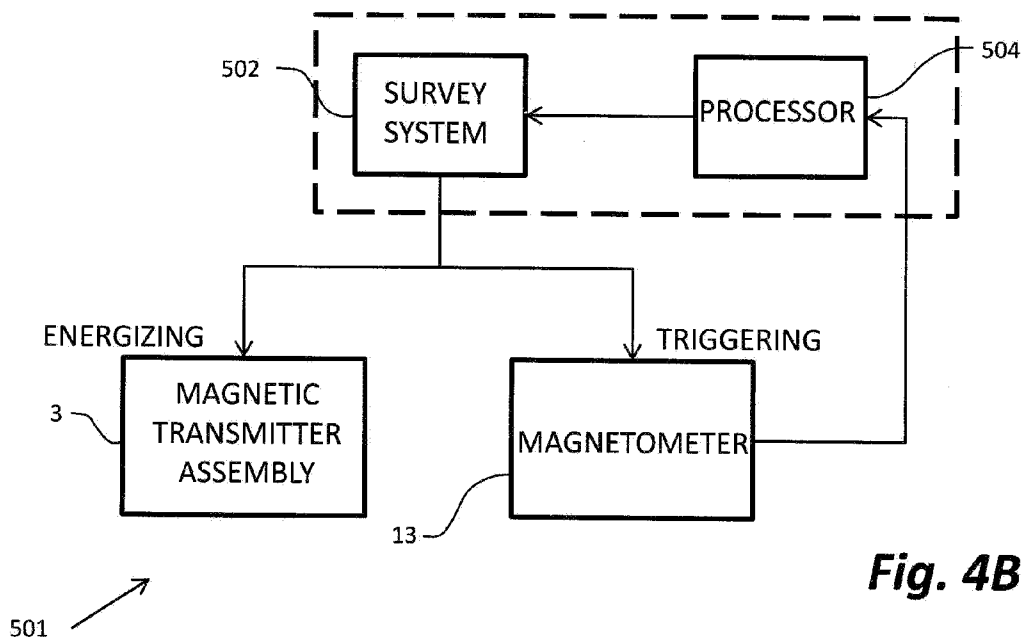 502
SURVEY
SYSTEM
PROCESSOR
504
ENERGIZING
TRIGGERING
3
MAGNETIC
TRANSMITTER
ASSEMBLY
MAGNETOMETER
13
Fig. 4B
501